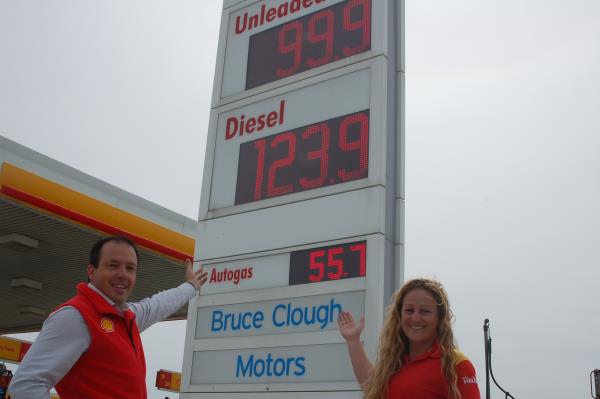 Unleaded
99.9
Diesel
123.9
Autogas
55.7
Bruce Clough
Motors